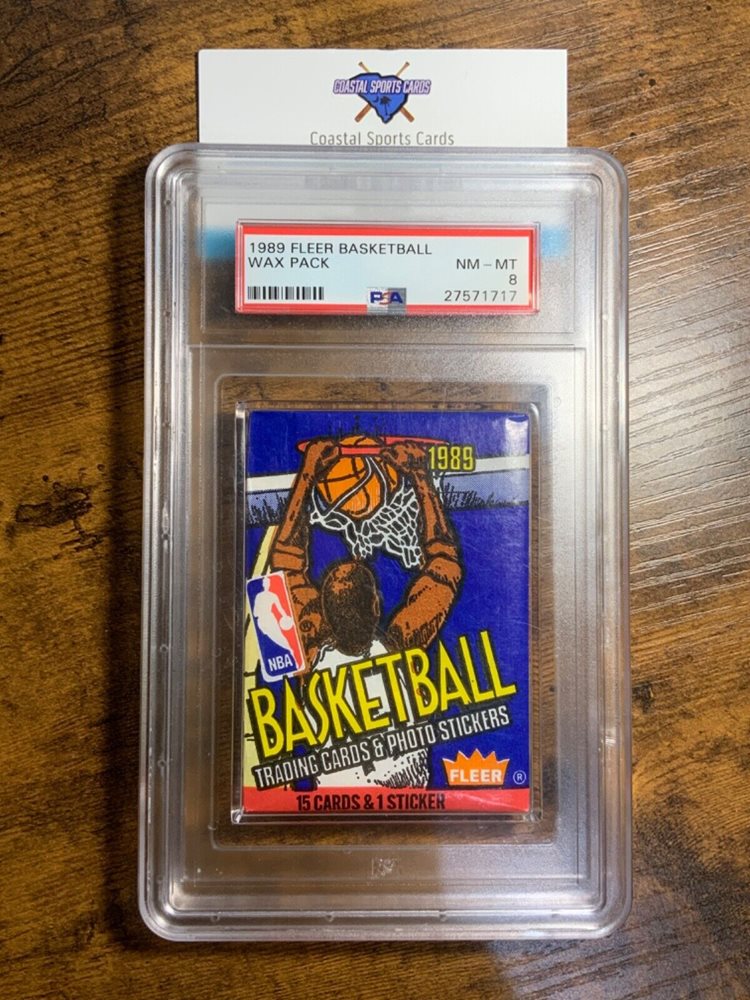 COASTAL SPORTS CARDS
Coastal Sports Cards
1989 FLEER BASKETBALL
WAX PACK
NM – MT
8
PSA
27571717
1989
NBA
BASKETBALL
TRADING CARDS & PHOTO STICKERS
FLEER ®
15 CARDS & 1 STICKER